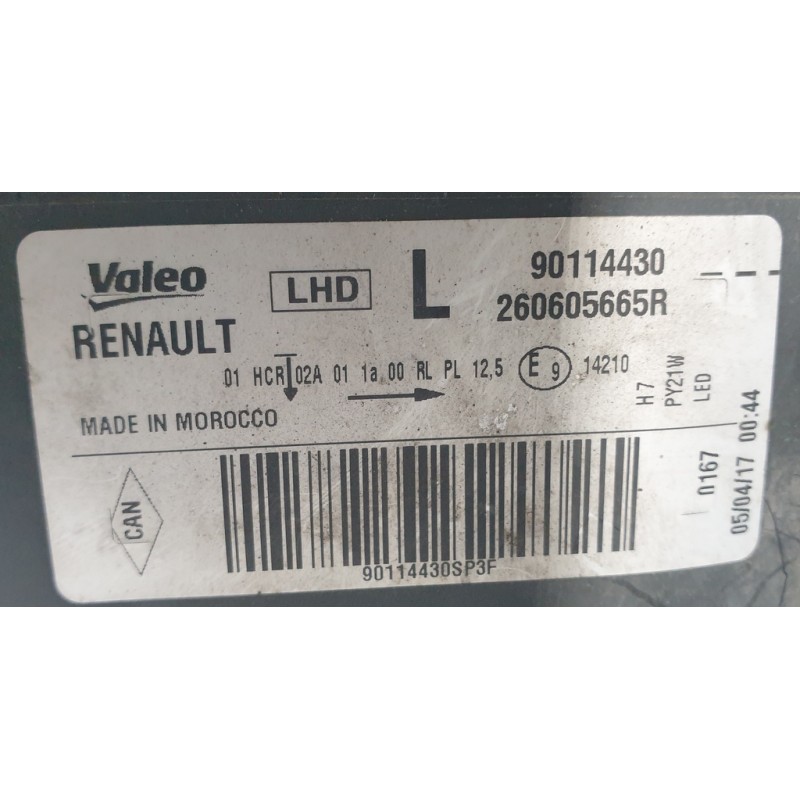 Valeo
RENAULT
LHD
L
90114430
260605665R
01 HCR 02A 01 1a 00 RL PL 12,5 E9 14210
H7
PY21W
LED
MADE IN MOROCCO
CAN
90114430SP3F
0167
05/04/17 00:44